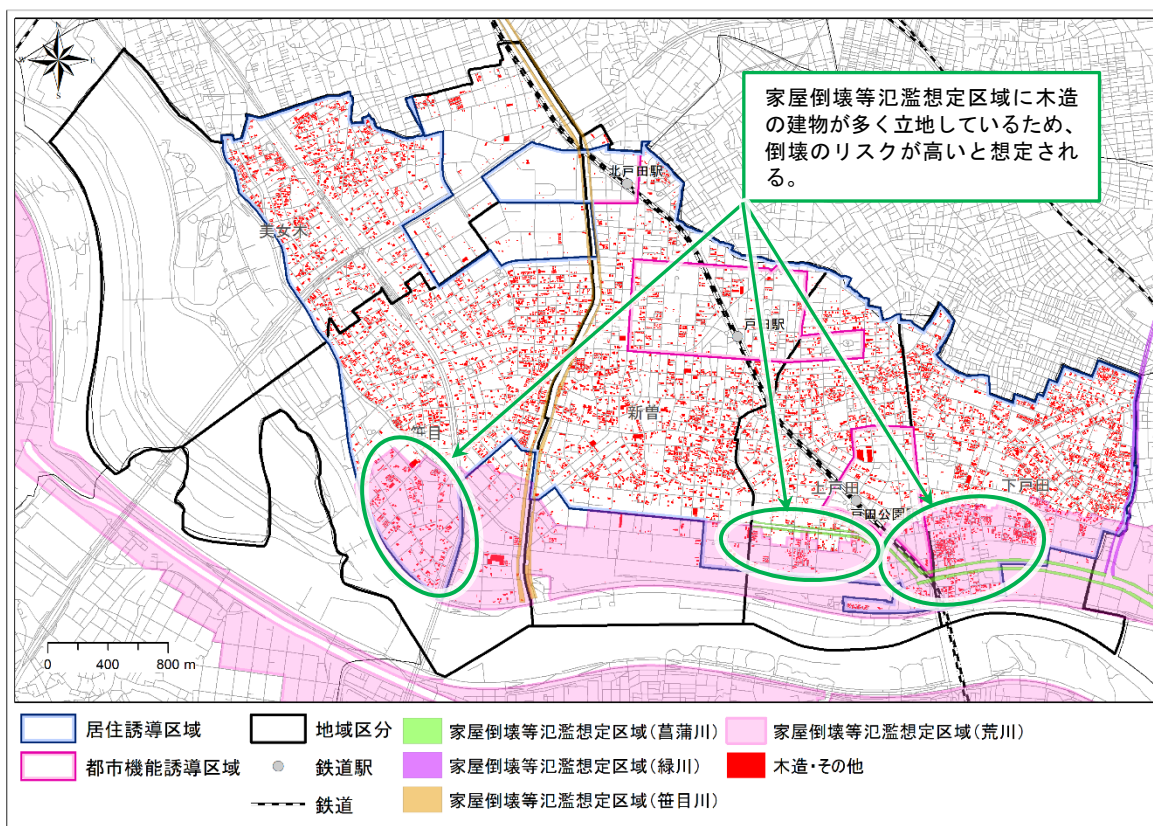 N
W
E
S
家屋倒壊等氾濫想定区域に木造
の建物が多く立地しているため、
倒壊のリスクが高いと想定され
る。
北戸田駅
美女木
戸田駅
新曽
笹目
上戸田
下戸田
戸田公園
0 400 800 m
居住誘導区域
都市機能誘導区域
地域区分
鉄道駅
鉄道
家屋倒壊等氾濫想定区域(菖蒲川)
家屋倒壊等氾濫想定区域(緑川)
家屋倒壊等氾濫想定区域(笹目川)
家屋倒壊等氾濫想定区域(荒川)
木造・その他